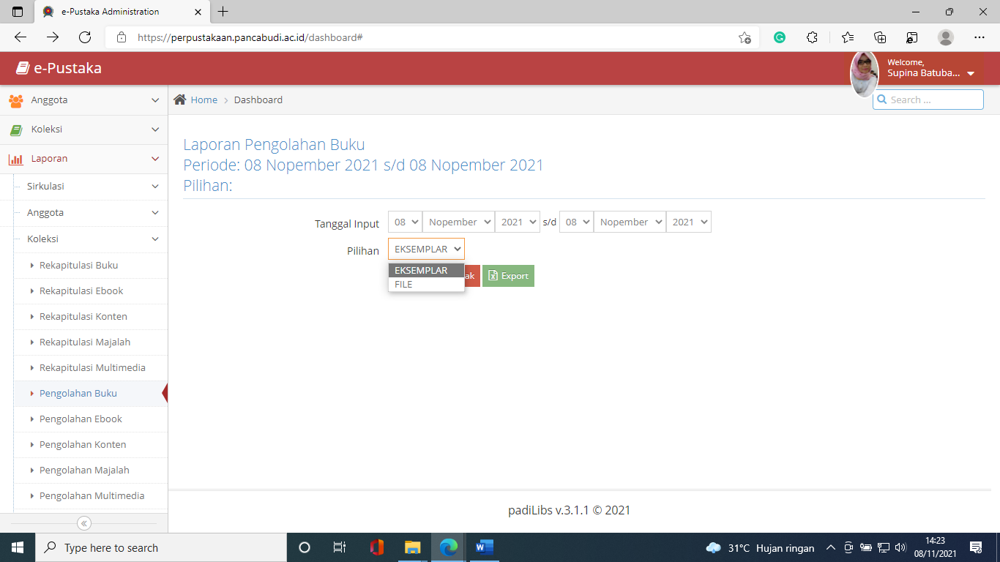 e-Pustaka Administration
https://perpustakaan.pancabudi.ac.id/dashboard#
e-Pustaka
Welcome,
Supina Batuba...
Anggota
Koleksi
Laporan
Sirkulasi
Anggota
Koleksi
Rekapitulasi Buku
Rekapitulasi Ebook
Rekapitulasi Konten
Rekapitulasi Majalah
Rekapitulasi Multimedia
Pengolahan Buku
Pengolahan Ebook
Pengolahan Konten
Pengolahan Majalah
Pengolahan Multimedia
Home > Dashboard
Search ...
Laporan Pengolahan Buku
Periode: 08 Nopember 2021 s/d 08 Nopember 2021
Pilihan:
Tanggal Input 08 Nopember 2021 s/d 08 Nopember 2021
Pilihan EKSEMPLAR
EKSEMPLAR
FILE
ak Export
padiLibs v.3.1.1 © 2021
Type here to search
31°C Hujan ringan
14:23
08/11/2021